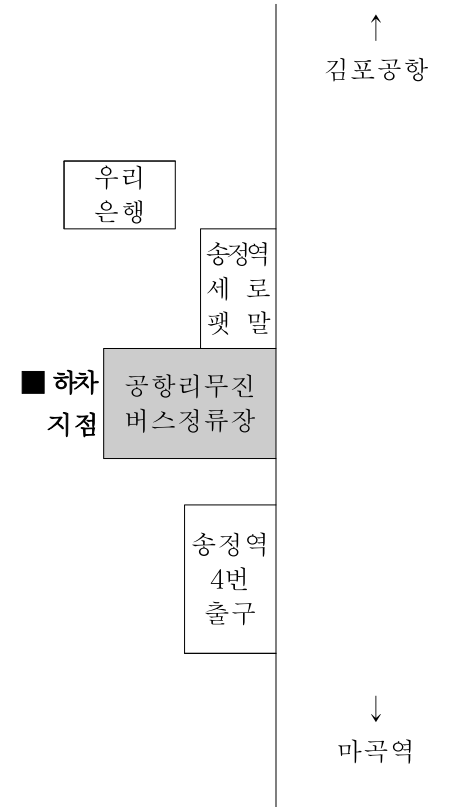 ↑
김포공항
우리
은행
송정역
세 로
팻 말
■ 하차
지점
공항리무진
버스정류장
송정역
4번
출구
↓
마곡역